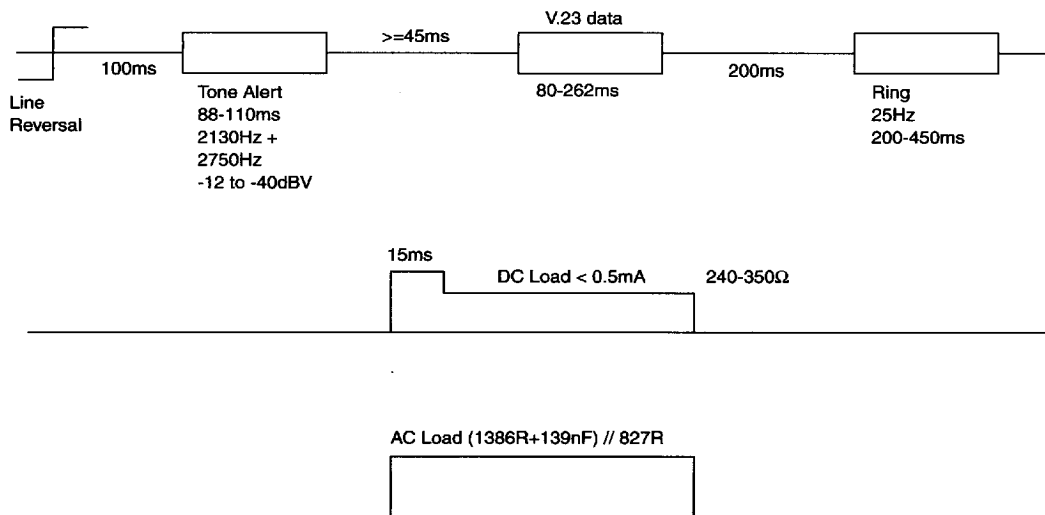 V.23 data
>=45ms
100ms
200ms
Line
Reversal
Tone Alert
88-110ms
2130Hz +
2750Hz
-12 to -40dBV
80-262ms
Ring
25Hz
200-450ms
15ms
DC Load < 0.5mA
240-350Ω
AC Load (1386R+139nF) // 827R